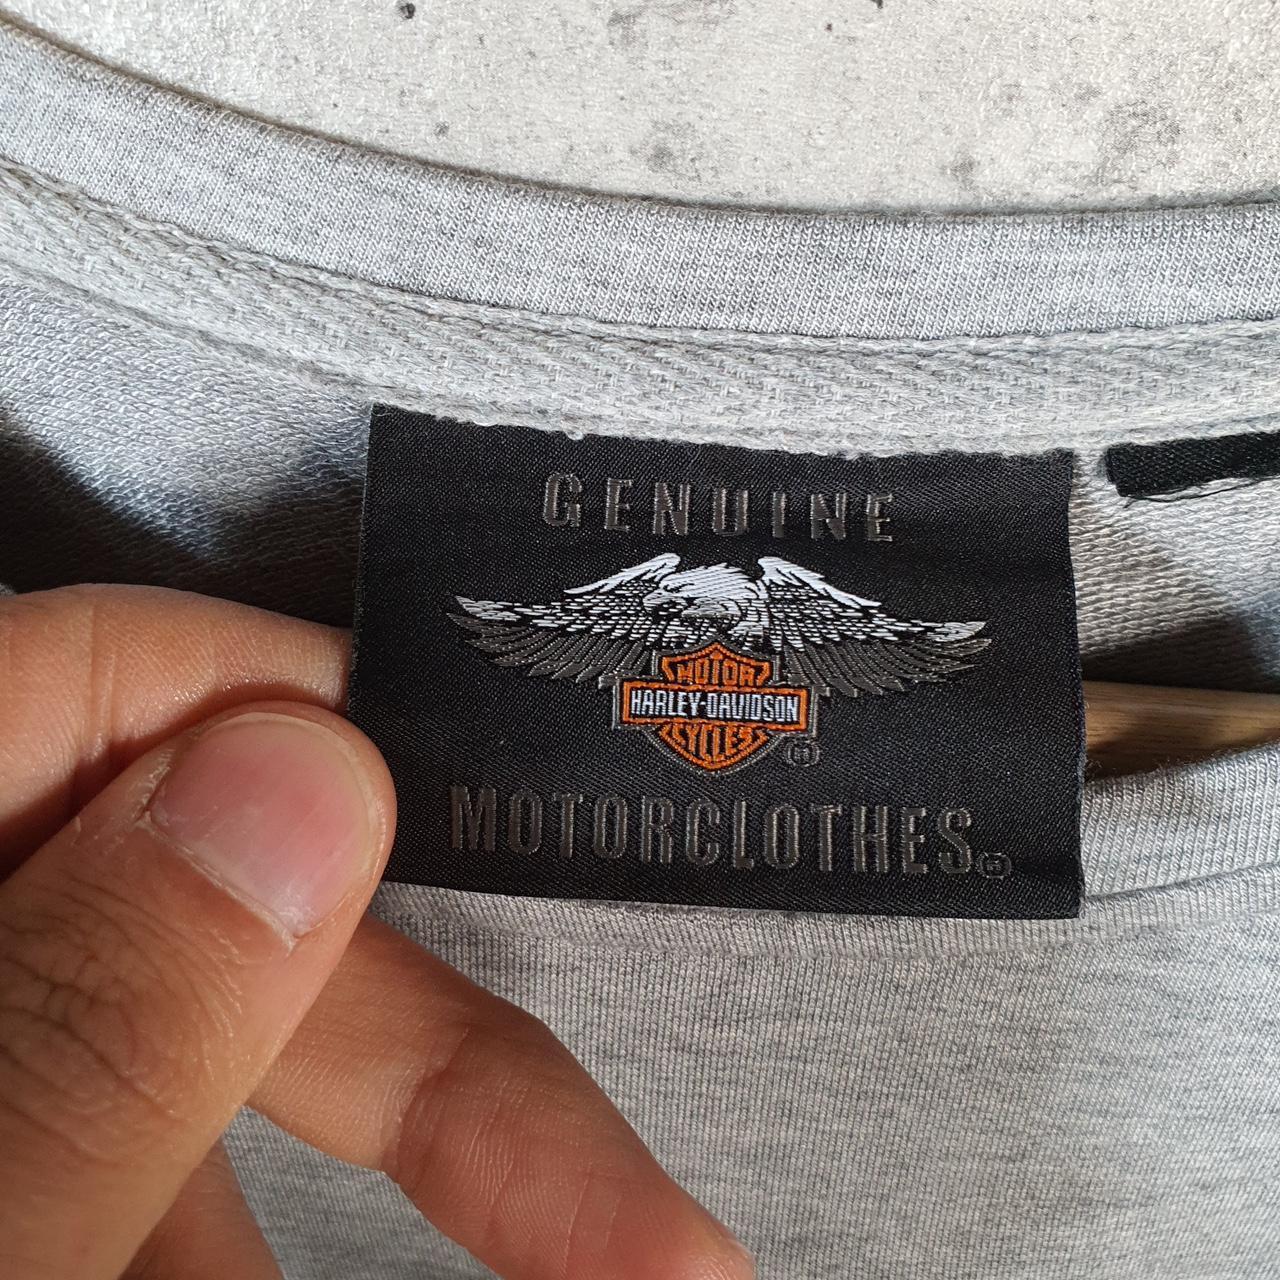 GENUINE
MOTOR
HARLEY-DAVIDSON
CYCLES
®
MOTORCLOTHES®